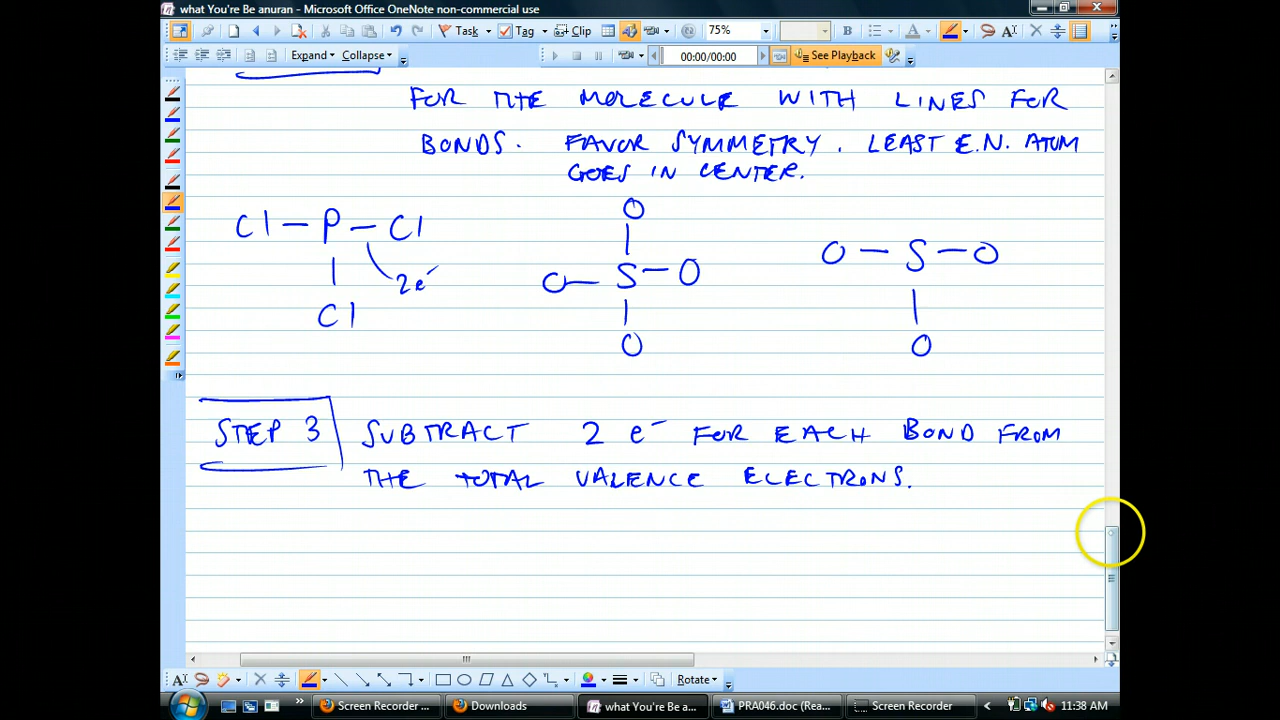 what You're Be anuran - Microsoft Office OneNote non-commercial use
Task Tag Clip 75% B A
Expand Collapse 00:00/00:00 See Playback
FOR THE MOLECULE WITH LINES FOR
BONDS. FAVOR SYMMETRY. LEAST E.N. ATOM
GOES IN CENTER.
O
Cl — P — Cl
O — S — O
O — S — O
2e⁻
Cl
O
O
STEP 3 SUBTRACT 2 e⁻ FOR EACH BOND FROM
THE TOTAL VALENCE ELECTRONS.
Rotate
Screen Recorder ... Downloads what You're Be a... PRA046.doc (Rea... Screen Recorder 11:38 AM